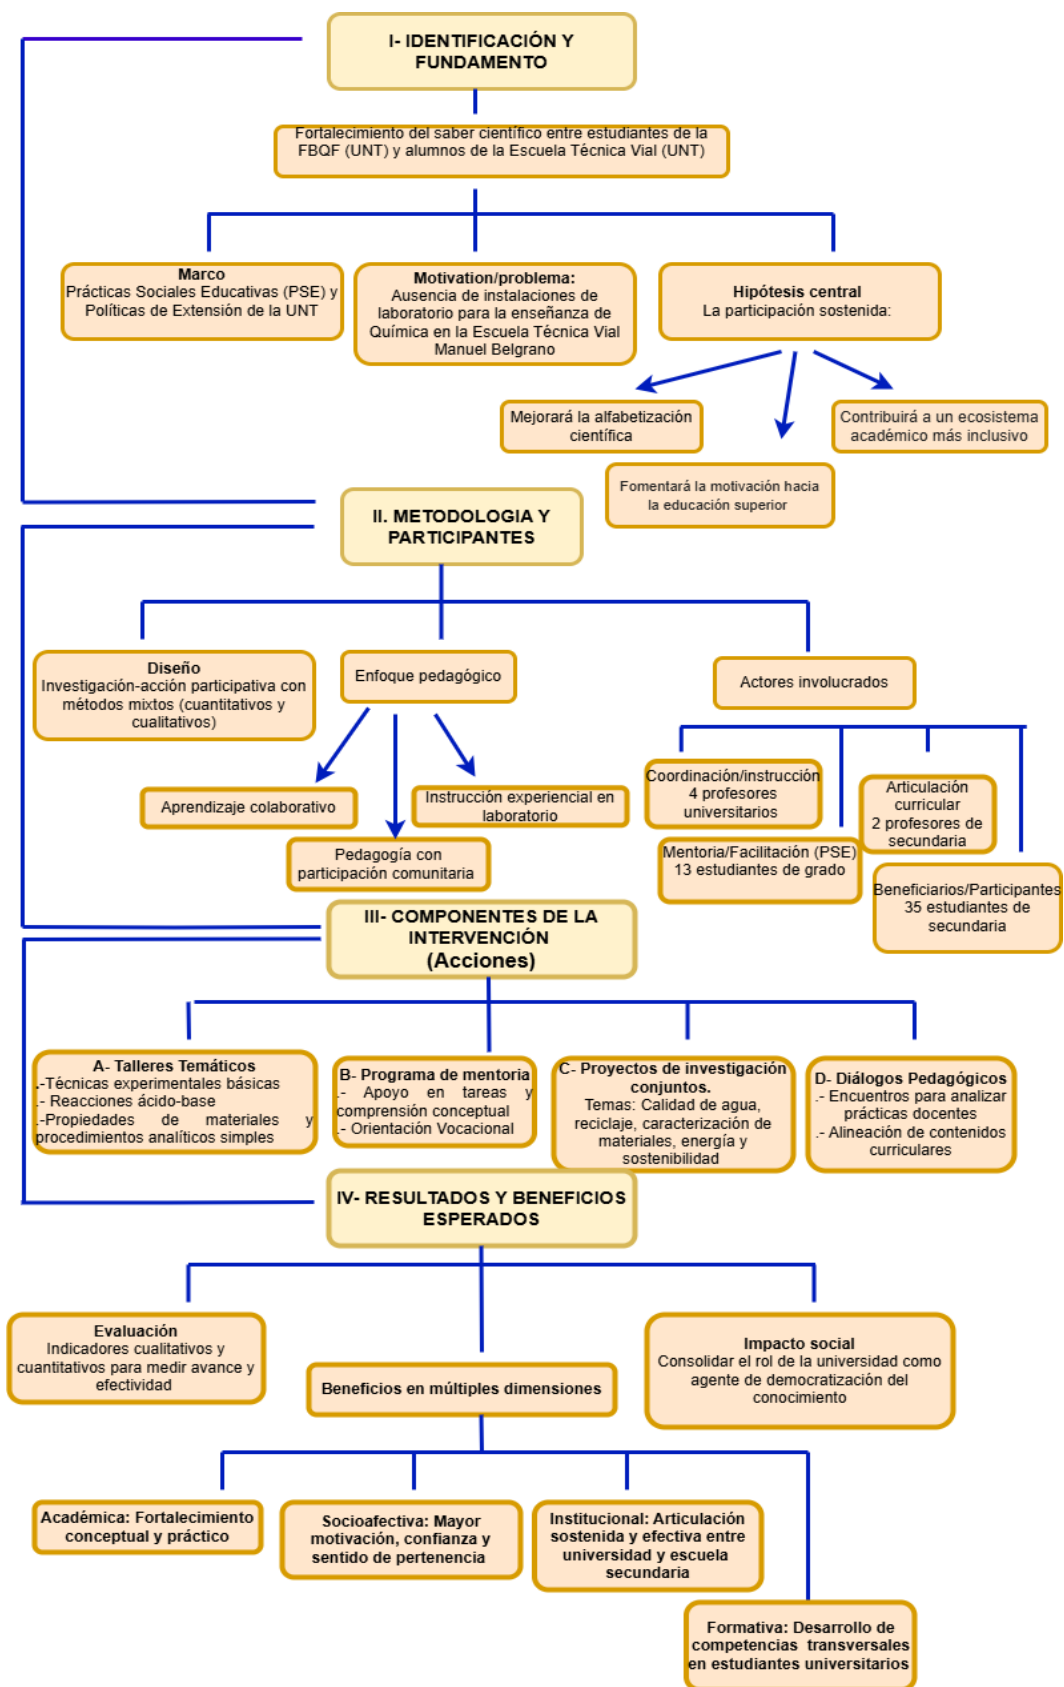 I- IDENTIFICACIÓN Y
FUNDAMENTO
Fortalecimiento del saber científico entre estudiantes de la
FBQF (UNT) y alumnos de la Escuela Técnica Vial (UNT)
Marco
Prácticas Sociales Educativas (PSE) y
Políticas de Extensión de la UNT
Motivation/problema:
Ausencia de instalaciones de
laboratorio para la enseñanza de
Química en la Escuela Técnica Vial
Manuel Belgrano
Hipótesis central
La participación sostenida:
Mejorará la alfabetización
científica
Contribuirá a un ecosistema
académico más inclusivo
Fomentará la motivación hacia
la educación superior
II. METODOLOGIA Y
PARTICIPANTES
Diseño
Investigación-acción participativa con
métodos mixtos (cuantitativos y
cualitativos)
Enfoque pedagógico
Actores involucrados
Aprendizaje colaborativo
Instrucción experiencial en
laboratorio
Pedagogía con
participación comunitaria
Coordinación/instrucción
4 profesores
universitarios
Articulación
curricular
2 profesores de
secundaria
Mentoria/Facilitación (PSE)
13 estudiantes de grado
Beneficiarios/Participantes
35 estudiantes de
secundaria
III- COMPONENTES DE LA
INTERVENCIÓN
(Acciones)
A- Talleres Temáticos
.-Técnicas experimentales básicas
.- Reacciones ácido-base
.-Propiedades de materiales y
procedimientos analíticos simples
B- Programa de mentoria
.- Apoyo en tareas y
comprensión conceptual
.- Orientación Vocacional
C- Proyectos de investigación
conjuntos.
Temas: Calidad de agua,
reciclaje, caracterización de
materiales, energía y
sostenibilidad
D- Diálogos Pedagógicos
.- Encuentros para analizar
prácticas docentes
.- Alineación de contenidos
curriculares
IV- RESULTADOS Y BENEFICIOS
ESPERADOS
Evaluación
Indicadores cualitativos y
cuantitativos para medir avance y
efectividad
Beneficios en múltiples dimensiones
Impacto social
Consolidar el rol de la universidad como
agente de democratización del
conocimiento
Académica: Fortalecimiento
conceptual y práctico
Socioafectiva: Mayor
motivación, confianza y
sentido de pertenencia
Institucional: Articulación
sostenida y efectiva entre
universidad y escuela
secundaria
Formativa: Desarrollo de
competencias transversales
en estudiantes universitarios